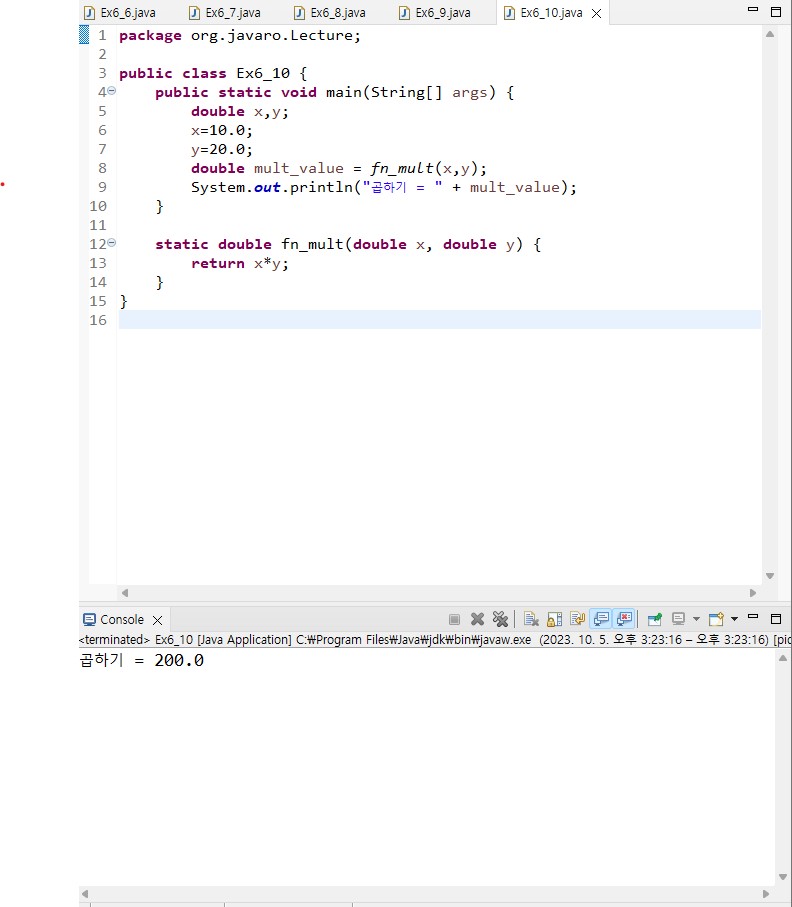 Ex6_6.java Ex6_7.java Ex6_8.java Ex6_9.java Ex6_10.java
1 package org.javaro.Lecture;
2
3 public class Ex6_10 {
4 public static void main(String[] args) {
5 double x,y;
6 x=10.0;
7 y=20.0;
8 double mult_value = fn_mult(x,y);
9 System.out.println("곱하기 = " + mult_value);
10 }
11
12 static double fn_mult(double x, double y) {
13 return x*y;
14 }
15 }
16
Console
<terminated> Ex6_10 [Java Application] C:₩Program Files₩Java₩jdk₩bin₩javaw.exe (2023. 10. 5. 오후 3:23:16 – 오후 3:23:16) [pid
곱하기 = 200.0